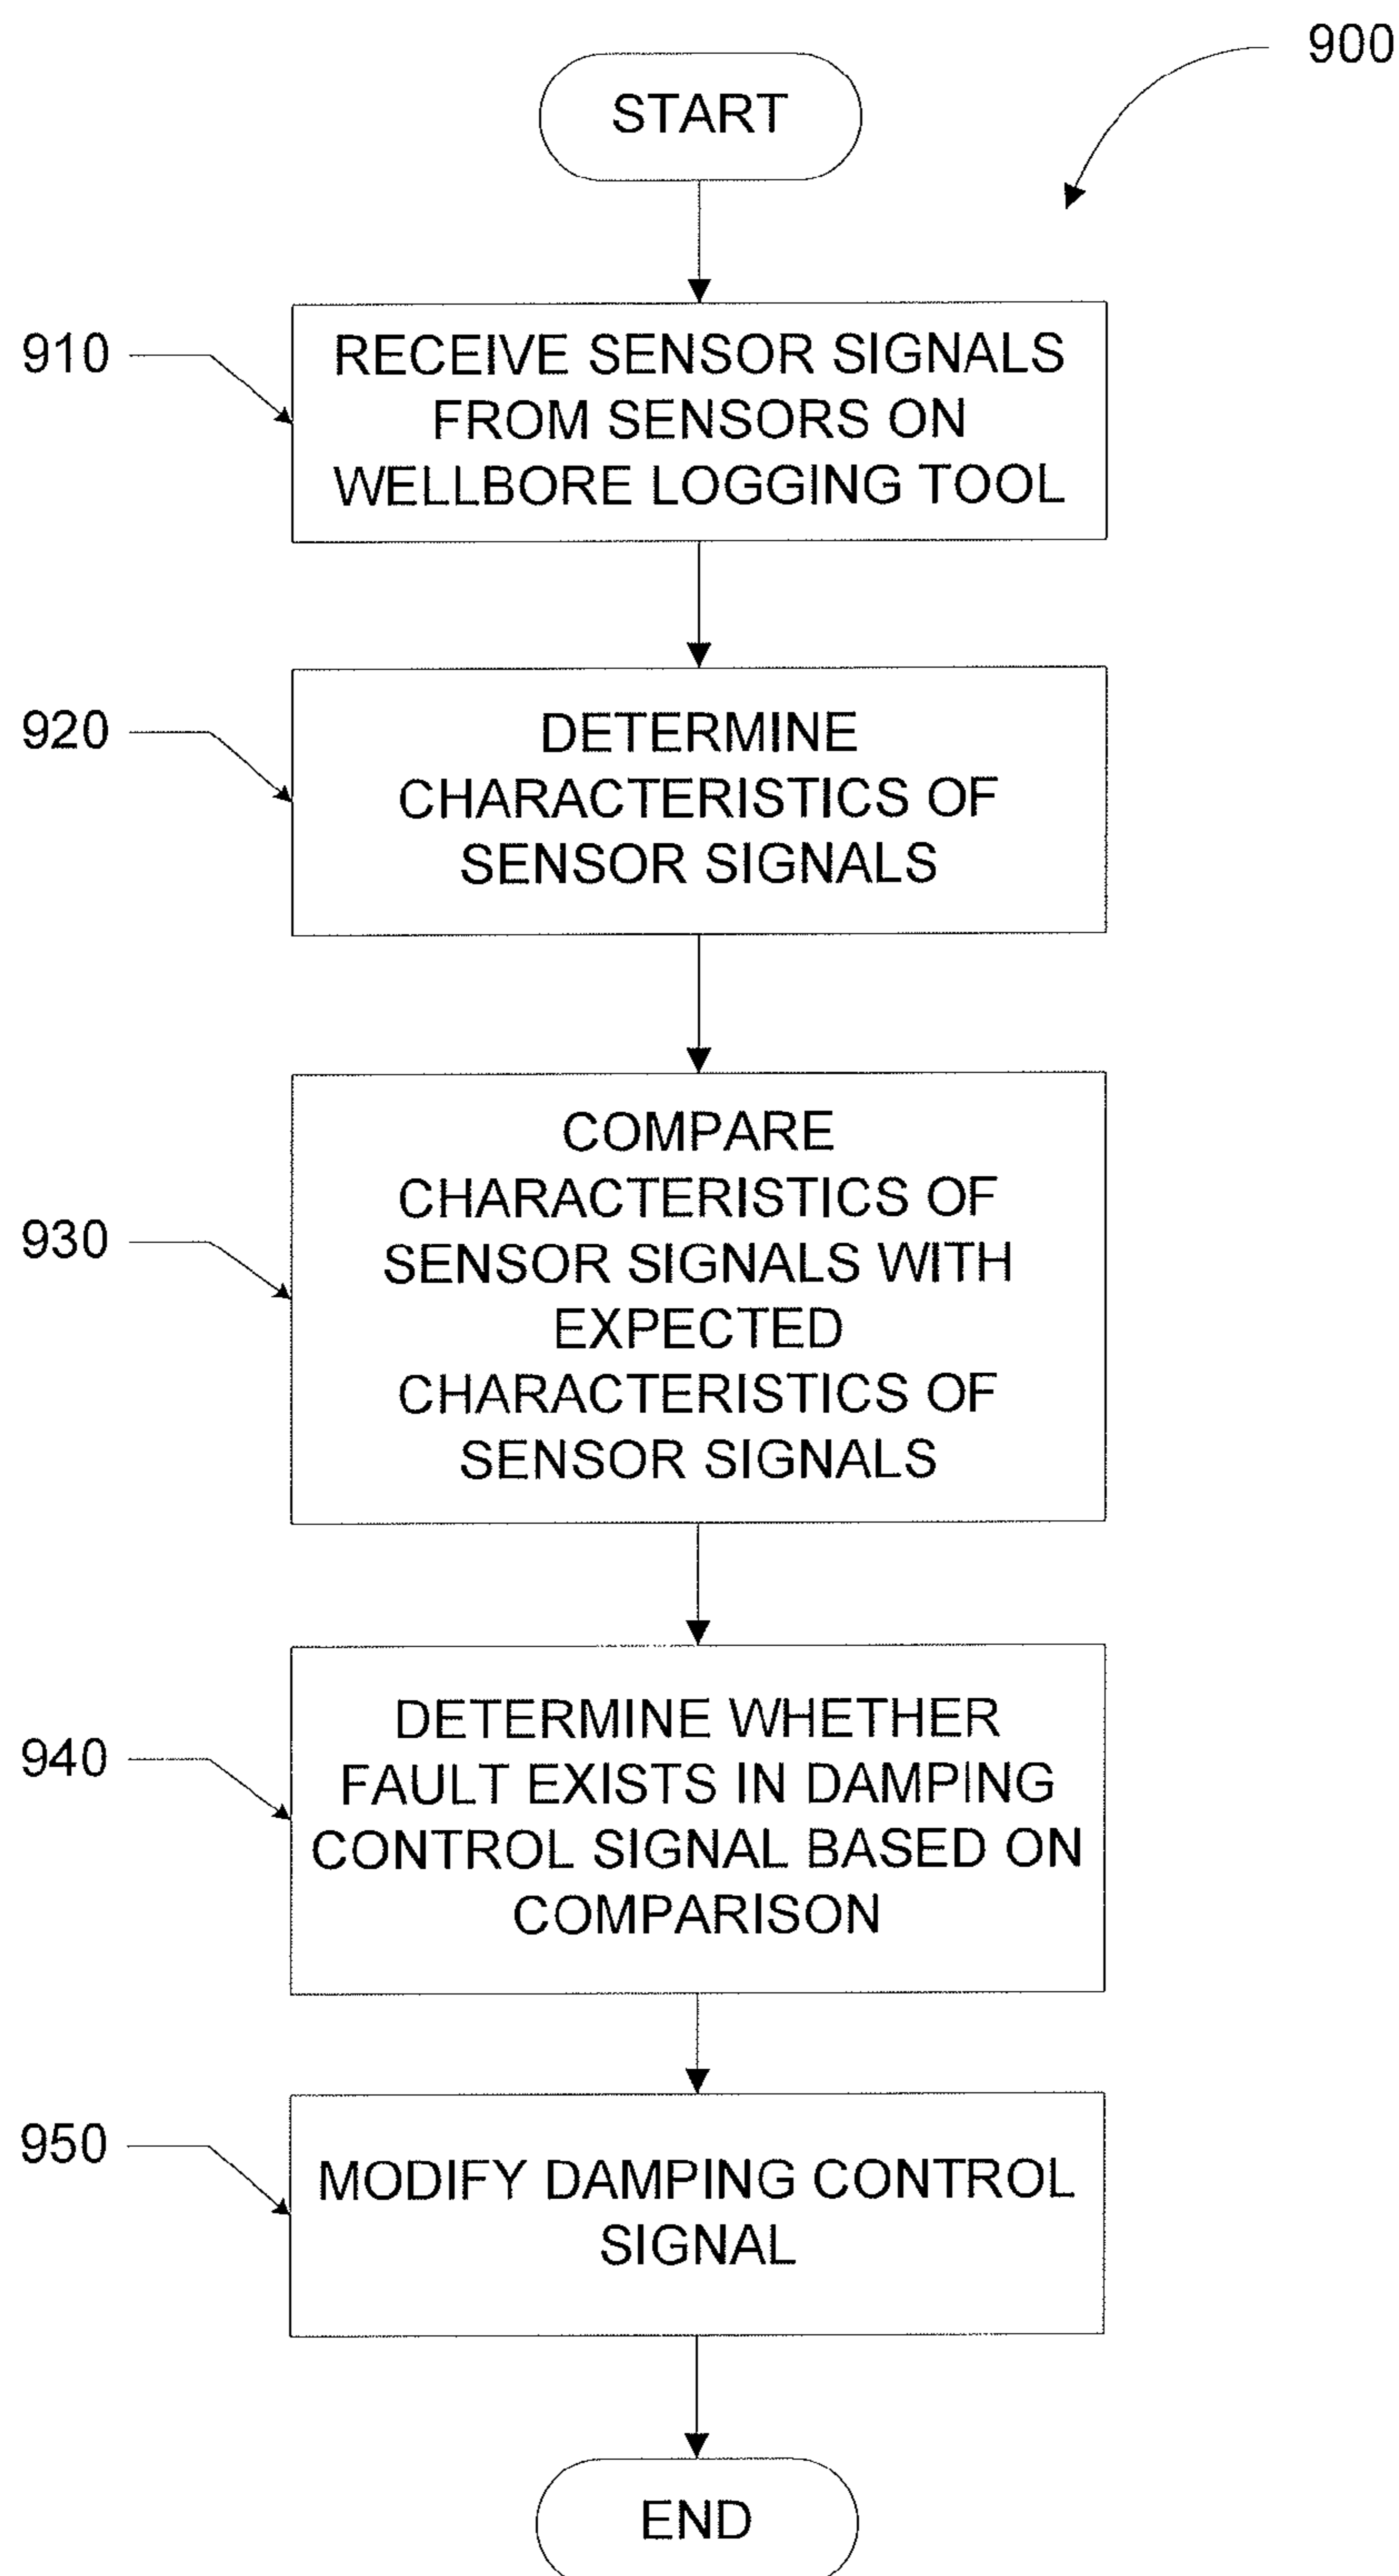 900
START
910
RECEIVE SENSOR SIGNALS
FROM SENSORS ON
WELLBORE LOGGING TOOL
920
DETERMINE
CHARACTERISTICS OF
SENSOR SIGNALS
930
COMPARE
CHARACTERISTICS OF
SENSOR SIGNALS WITH
EXPECTED
CHARACTERISTICS OF
SENSOR SIGNALS
940
DETERMINE WHETHER
FAULT EXISTS IN DAMPING
CONTROL SIGNAL BASED ON
COMPARISON
950
MODIFY DAMPING CONTROL
SIGNAL
END